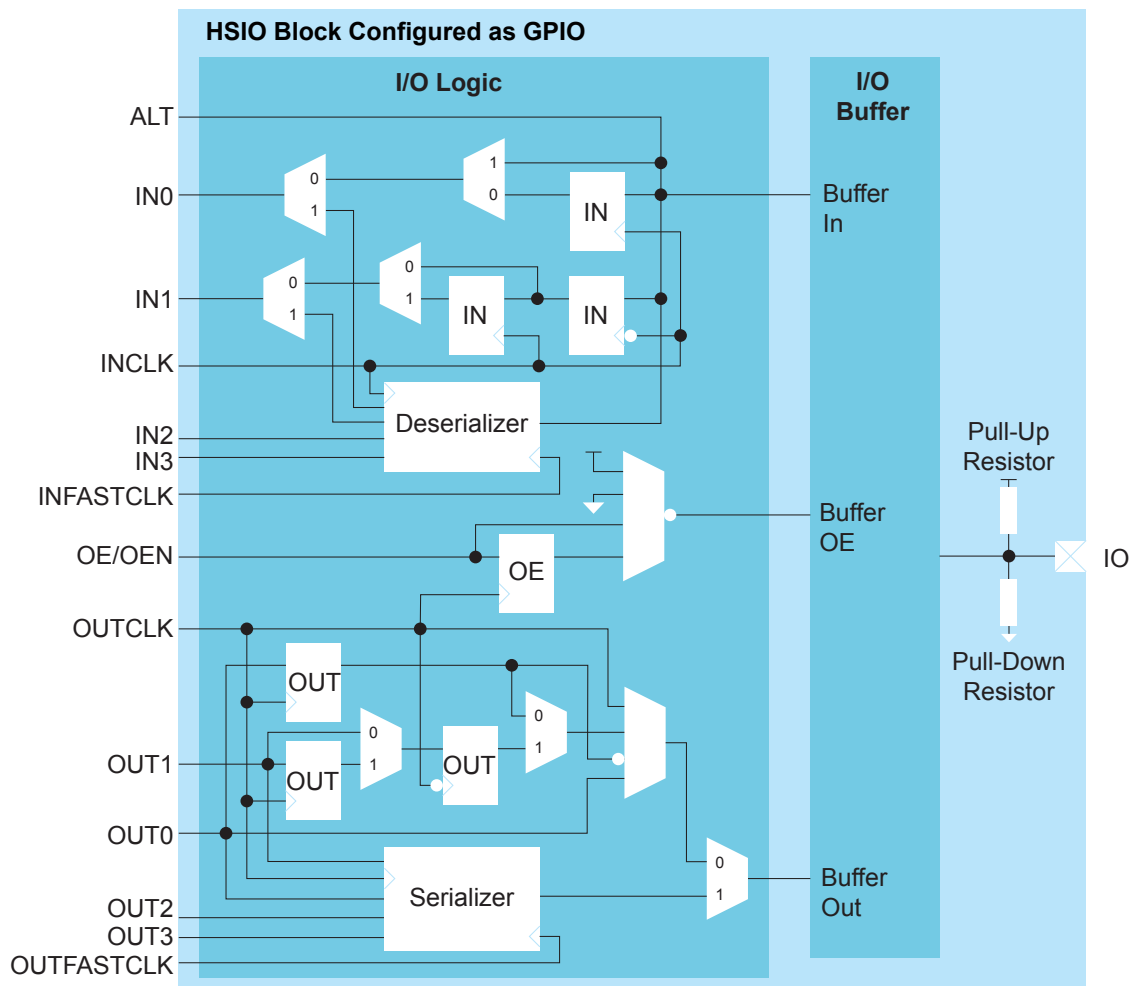 HSIO Block Configured as GPIO
I/O Logic
I/O
Buffer
ALT
IN0
0
1
1
0
IN
Buffer
In
IN1
0
1
0
1
IN
IN
INCLK
Deserializer
IN2
IN3
INFASTCLK
Pull-Up
Resistor
Buffer
OE
OE/OEN
OE
IO
OUTCLK
OUT
Pull-Down
Resistor
0
1
OUT1
OUT
0
1
OUT
OUT0
0
1
Serializer
Buffer
Out
OUT2
OUT3
OUTFASTCLK